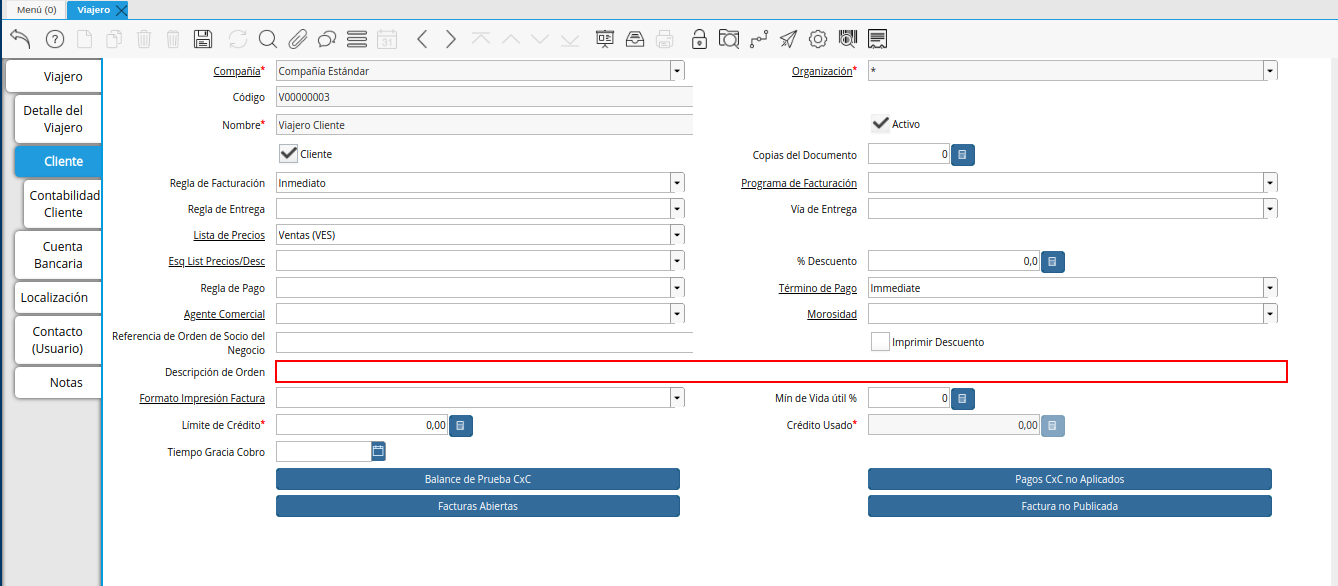 Menú (0)
Viajero
31
Viajero
Detalle del
Viajero
Cliente
Contabilidad
Cliente
Cuenta
Bancaria
Localización
Contacto
(Usuario)
Notas
Compañía* Compañía Estándar Organización* *
Código V00000003
Nombre* Viajero Cliente Activo
Cliente Copias del Documento 0
Regla de Facturación Inmediato Programa de Facturación
Regla de Entrega Vía de Entrega
Lista de Precios Ventas (VES)
Esq List Precios/Desc % Descuento 0,0
Regla de Pago Término de Pago Immediate
Agente Comercial Morosidad
Referencia de Orden de Socio del
Negocio Imprimir Descuento
Descripción de Orden
Formato Impresión Factura Mín de Vida útil % 0
Límite de Crédito* 0,00 Crédito Usado* 0,00
Tiempo Gracia Cobro
Balance de Prueba CxC Pagos CxC no Aplicados
Facturas Abiertas Factura no Publicada